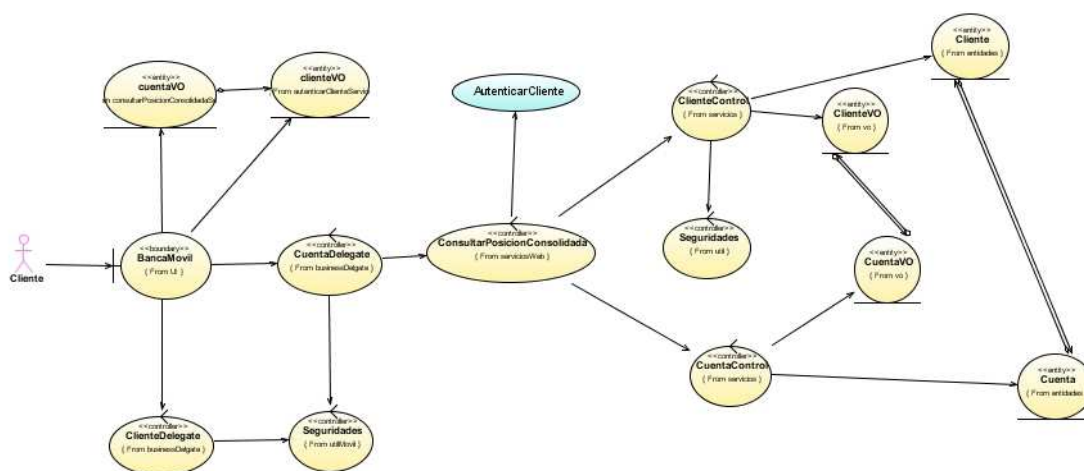 <<entity>>
cuentaVO
consultarPosicionConsolidadaSe
<<entity>>
clienteVO
From autenticarClienteServic
AutenticarCliente
<<controller>>
ClienteControl
( From servicios )
<<entity>>
Cliente
( From entidades )
<<entity>>
ClienteVO
( From vo )
Cliente
<<boundary>>
BancaMovil
( From UI )
<<controller>>
CuentaDelegate
( From businessDelgate )
<<controller>>
ConsultarPosicionConsolidada
( From serviciosWeb )
<<controller>>
Seguridades
( From util )
<<entity>>
CuentaVO
( From vo )
<<controller>>
CuentaControl
( From servicios )
<<entity>>
Cuenta
( From entidades )
<<controller>>
ClienteDelegate
( From businessDelgate )
<<controller>>
Seguridades
( From utilMovil )